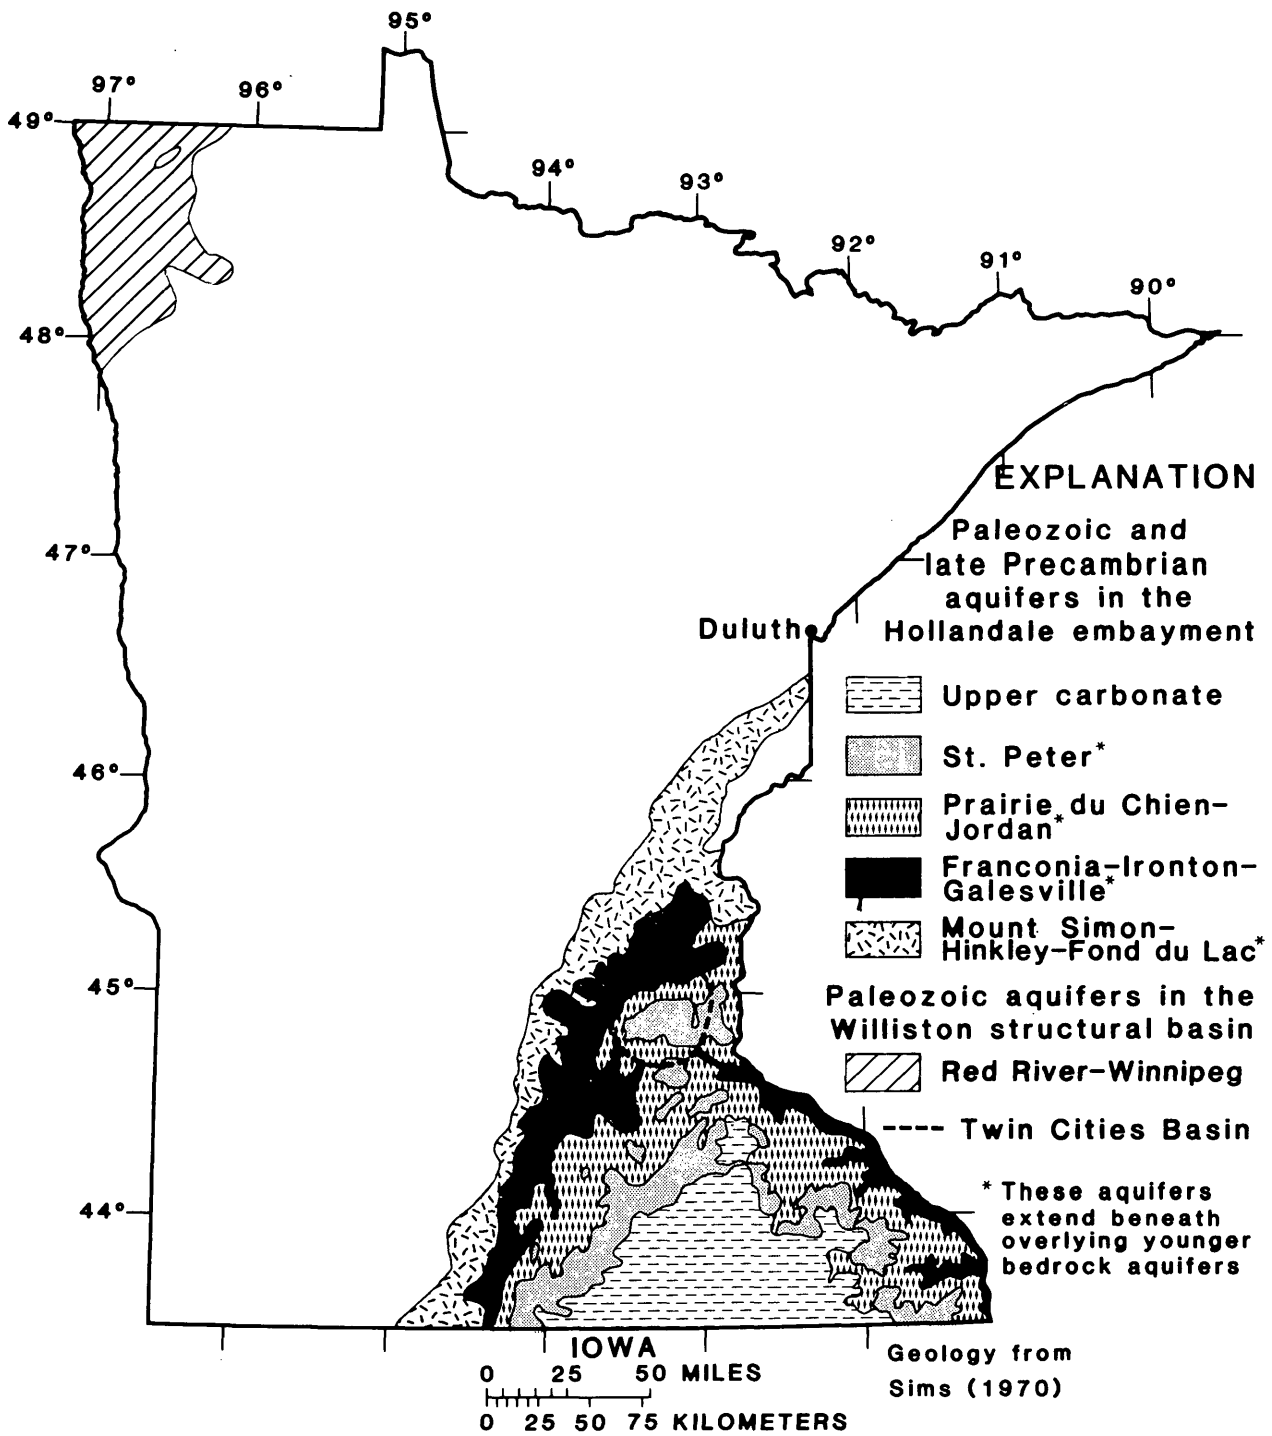 95°
97°
96°
49°
94°
93°
92°
91°
90°
48°
EXPLANATION
Paleozoic and
late Precambrian
aquifers in the
Hollandale embayment
47°
Duluth
Upper carbonate
St. Peter*
46°
Prairie du Chien–
Jordan*
Franconia–Ironton–
Galesville*
Mount Simon–
Hinkley–Fond du Lac*
45°
Paleozoic aquifers in the
Williston structural basin
Red River–Winnipeg
Twin Cities Basin
44°
* These aquifers
extend beneath
overlying younger
bedrock aquifers
IOWA
Geology from
Sims (1970)
0 25 50 MILES
0 25 50 75 KILOMETERS